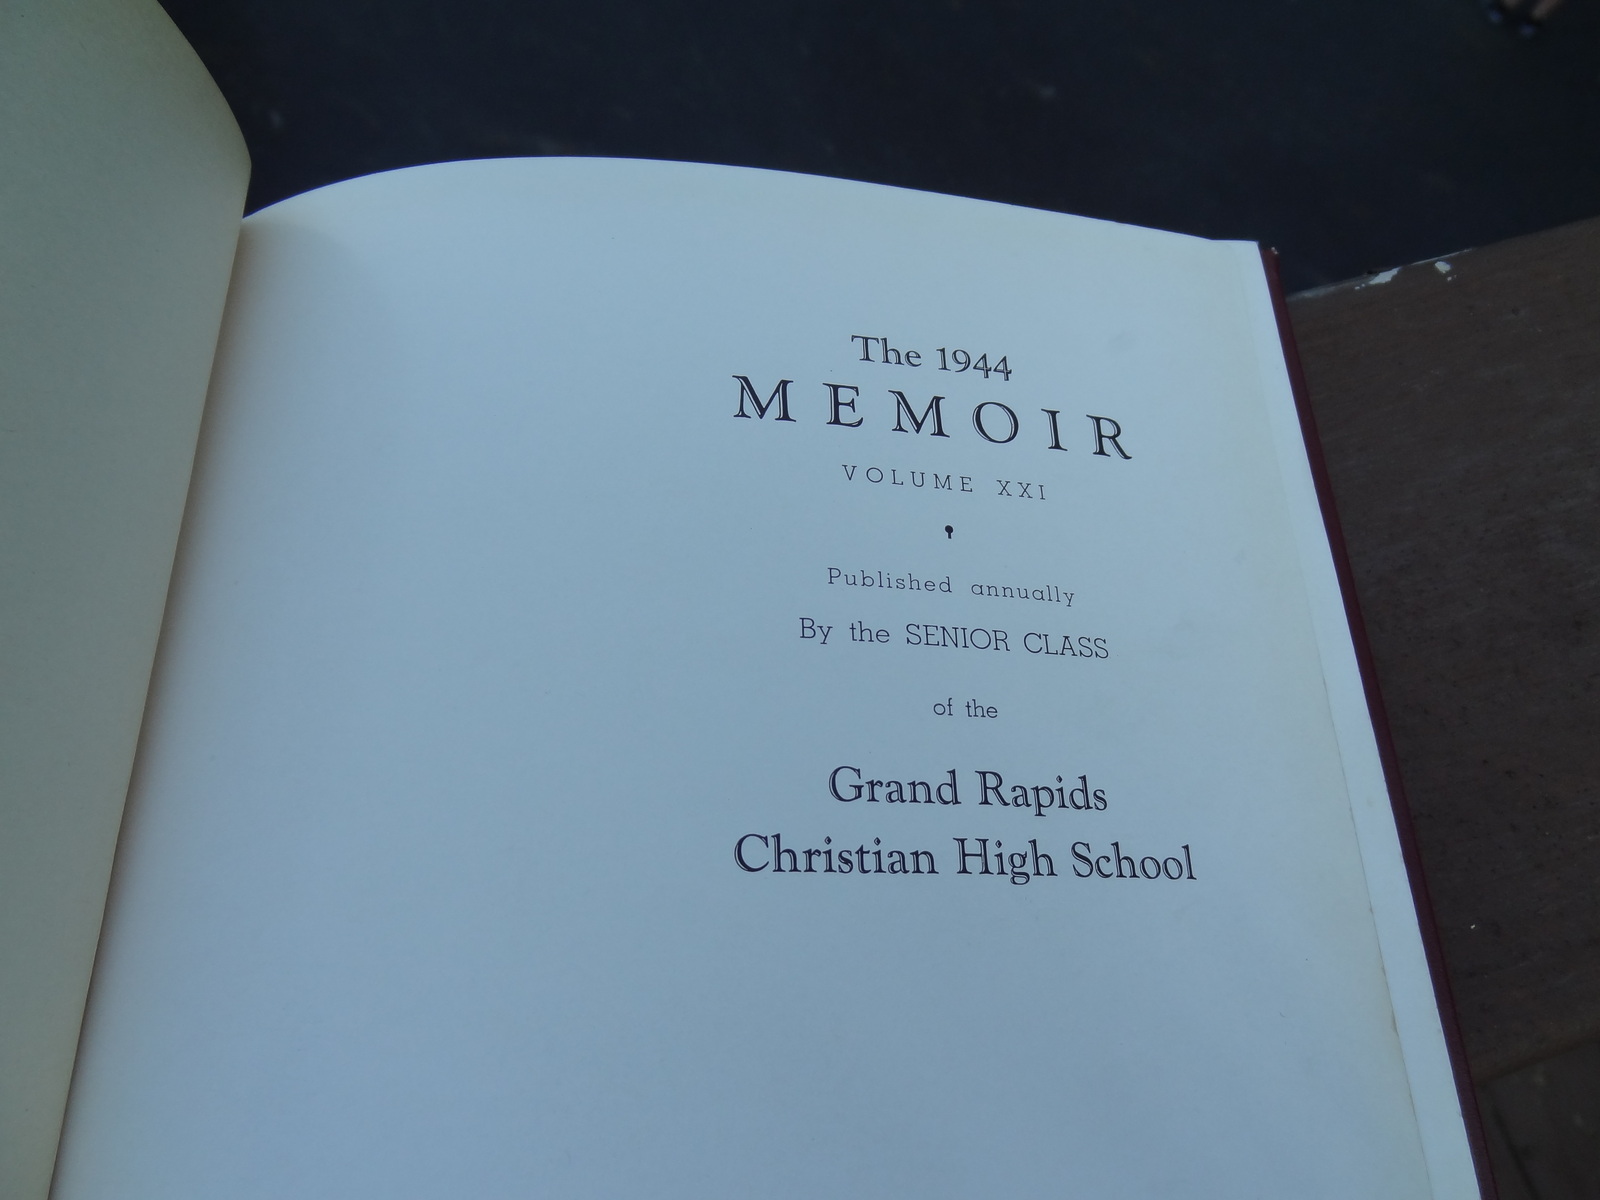 The 1944
MEMOIR
VOLUME XXI
Published annually
By the SENIOR CLASS
of the
Grand Rapids
Christian High School